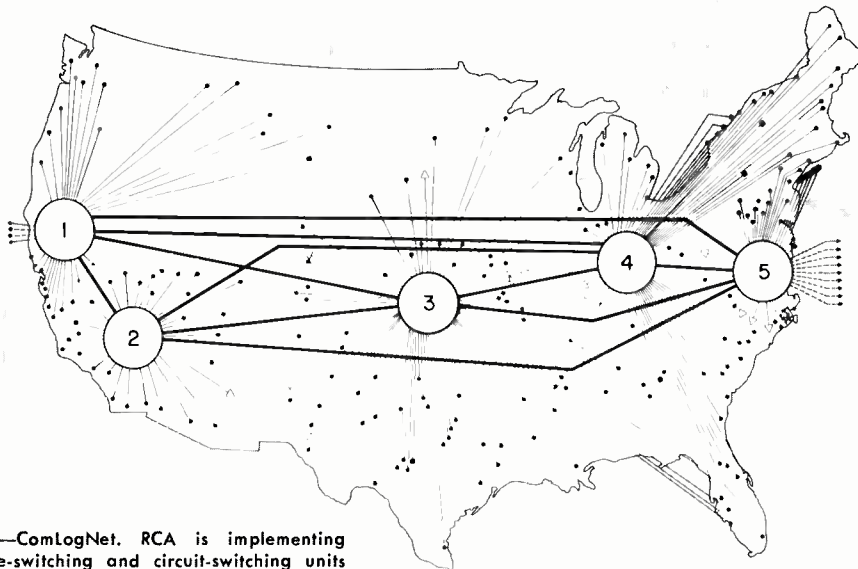 1
4
5
3
2
—ComLogNet. RCA is implementing
e-switching and circuit-switching units